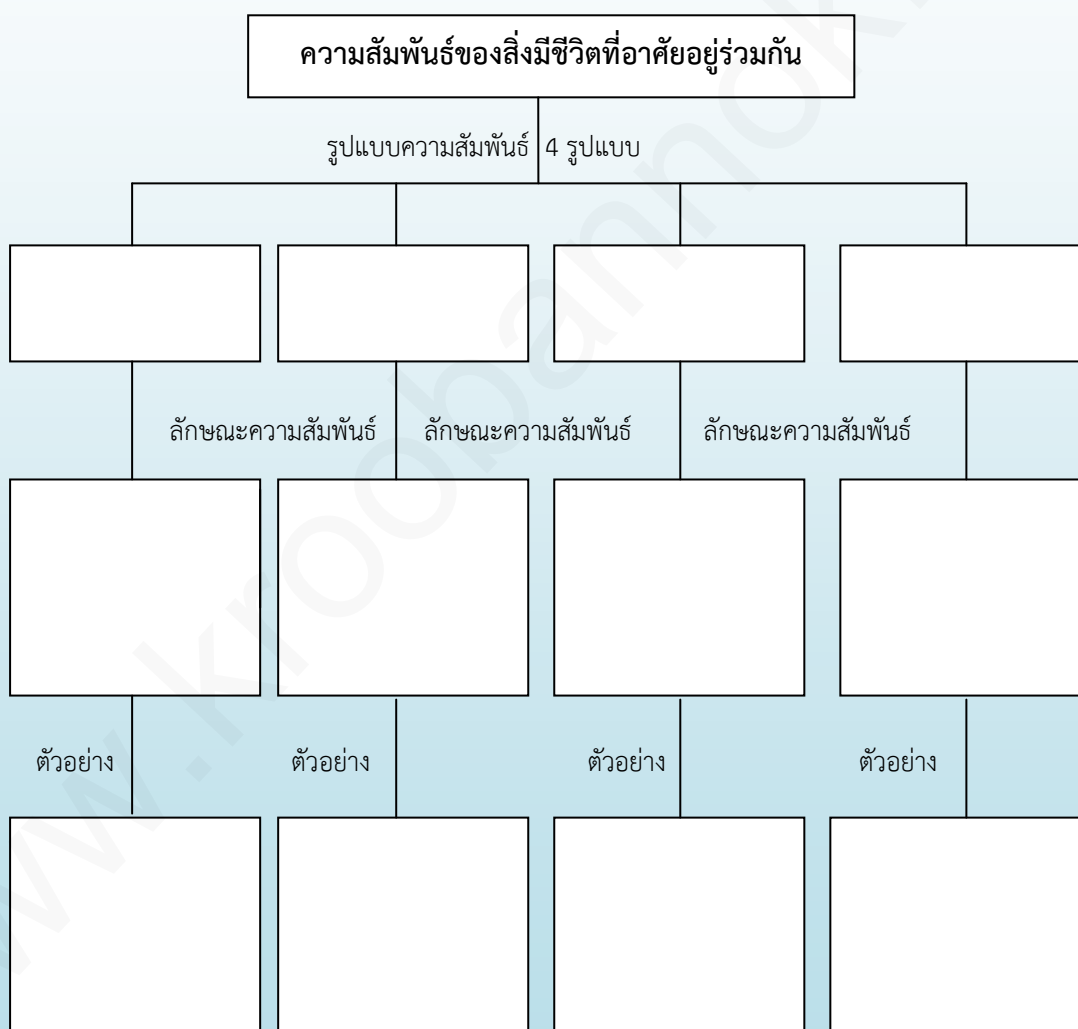 ความสัมพันธ์ของสิ่งมีชีวิตที่อาศัยอยู่ร่วมกัน
รูปแบบความสัมพันธ์ 4 รูปแบบ
ลักษณะความสัมพันธ์ ลักษณะความสัมพันธ์ ลักษณะความสัมพันธ์
ตัวอย่าง ตัวอย่าง ตัวอย่าง ตัวอย่าง